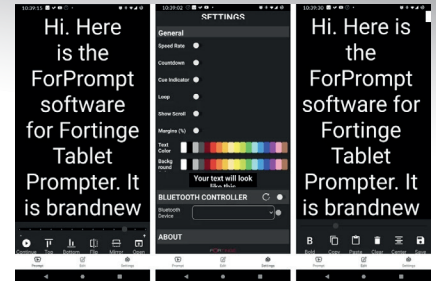 10:39:15
Hi. Here
is the
ForPrompt
software
for Fortinge
Tablet
Prompter. It
is brandnew
Continue Top Bottom Flip Mirror Open
Prompt Edit Settings
10:39:02
SETTINGS
General
Speed Rate
Countdown
Cue Indicator
Loop
Show Scroll
Margins (%)
Text
Color
Backg
round
Your text will look
like this
BLUETOOTH CONTROLLER
Bluetooth
Device
ABOUT
Prompt Edit Settings
10:39:30
Hi. Here is
the
ForPrompt
software for
Fortinge
Tablet
Prompter. It
is brandnew
Bold Copy Paste Clear Center Save
Prompt Edit Settings